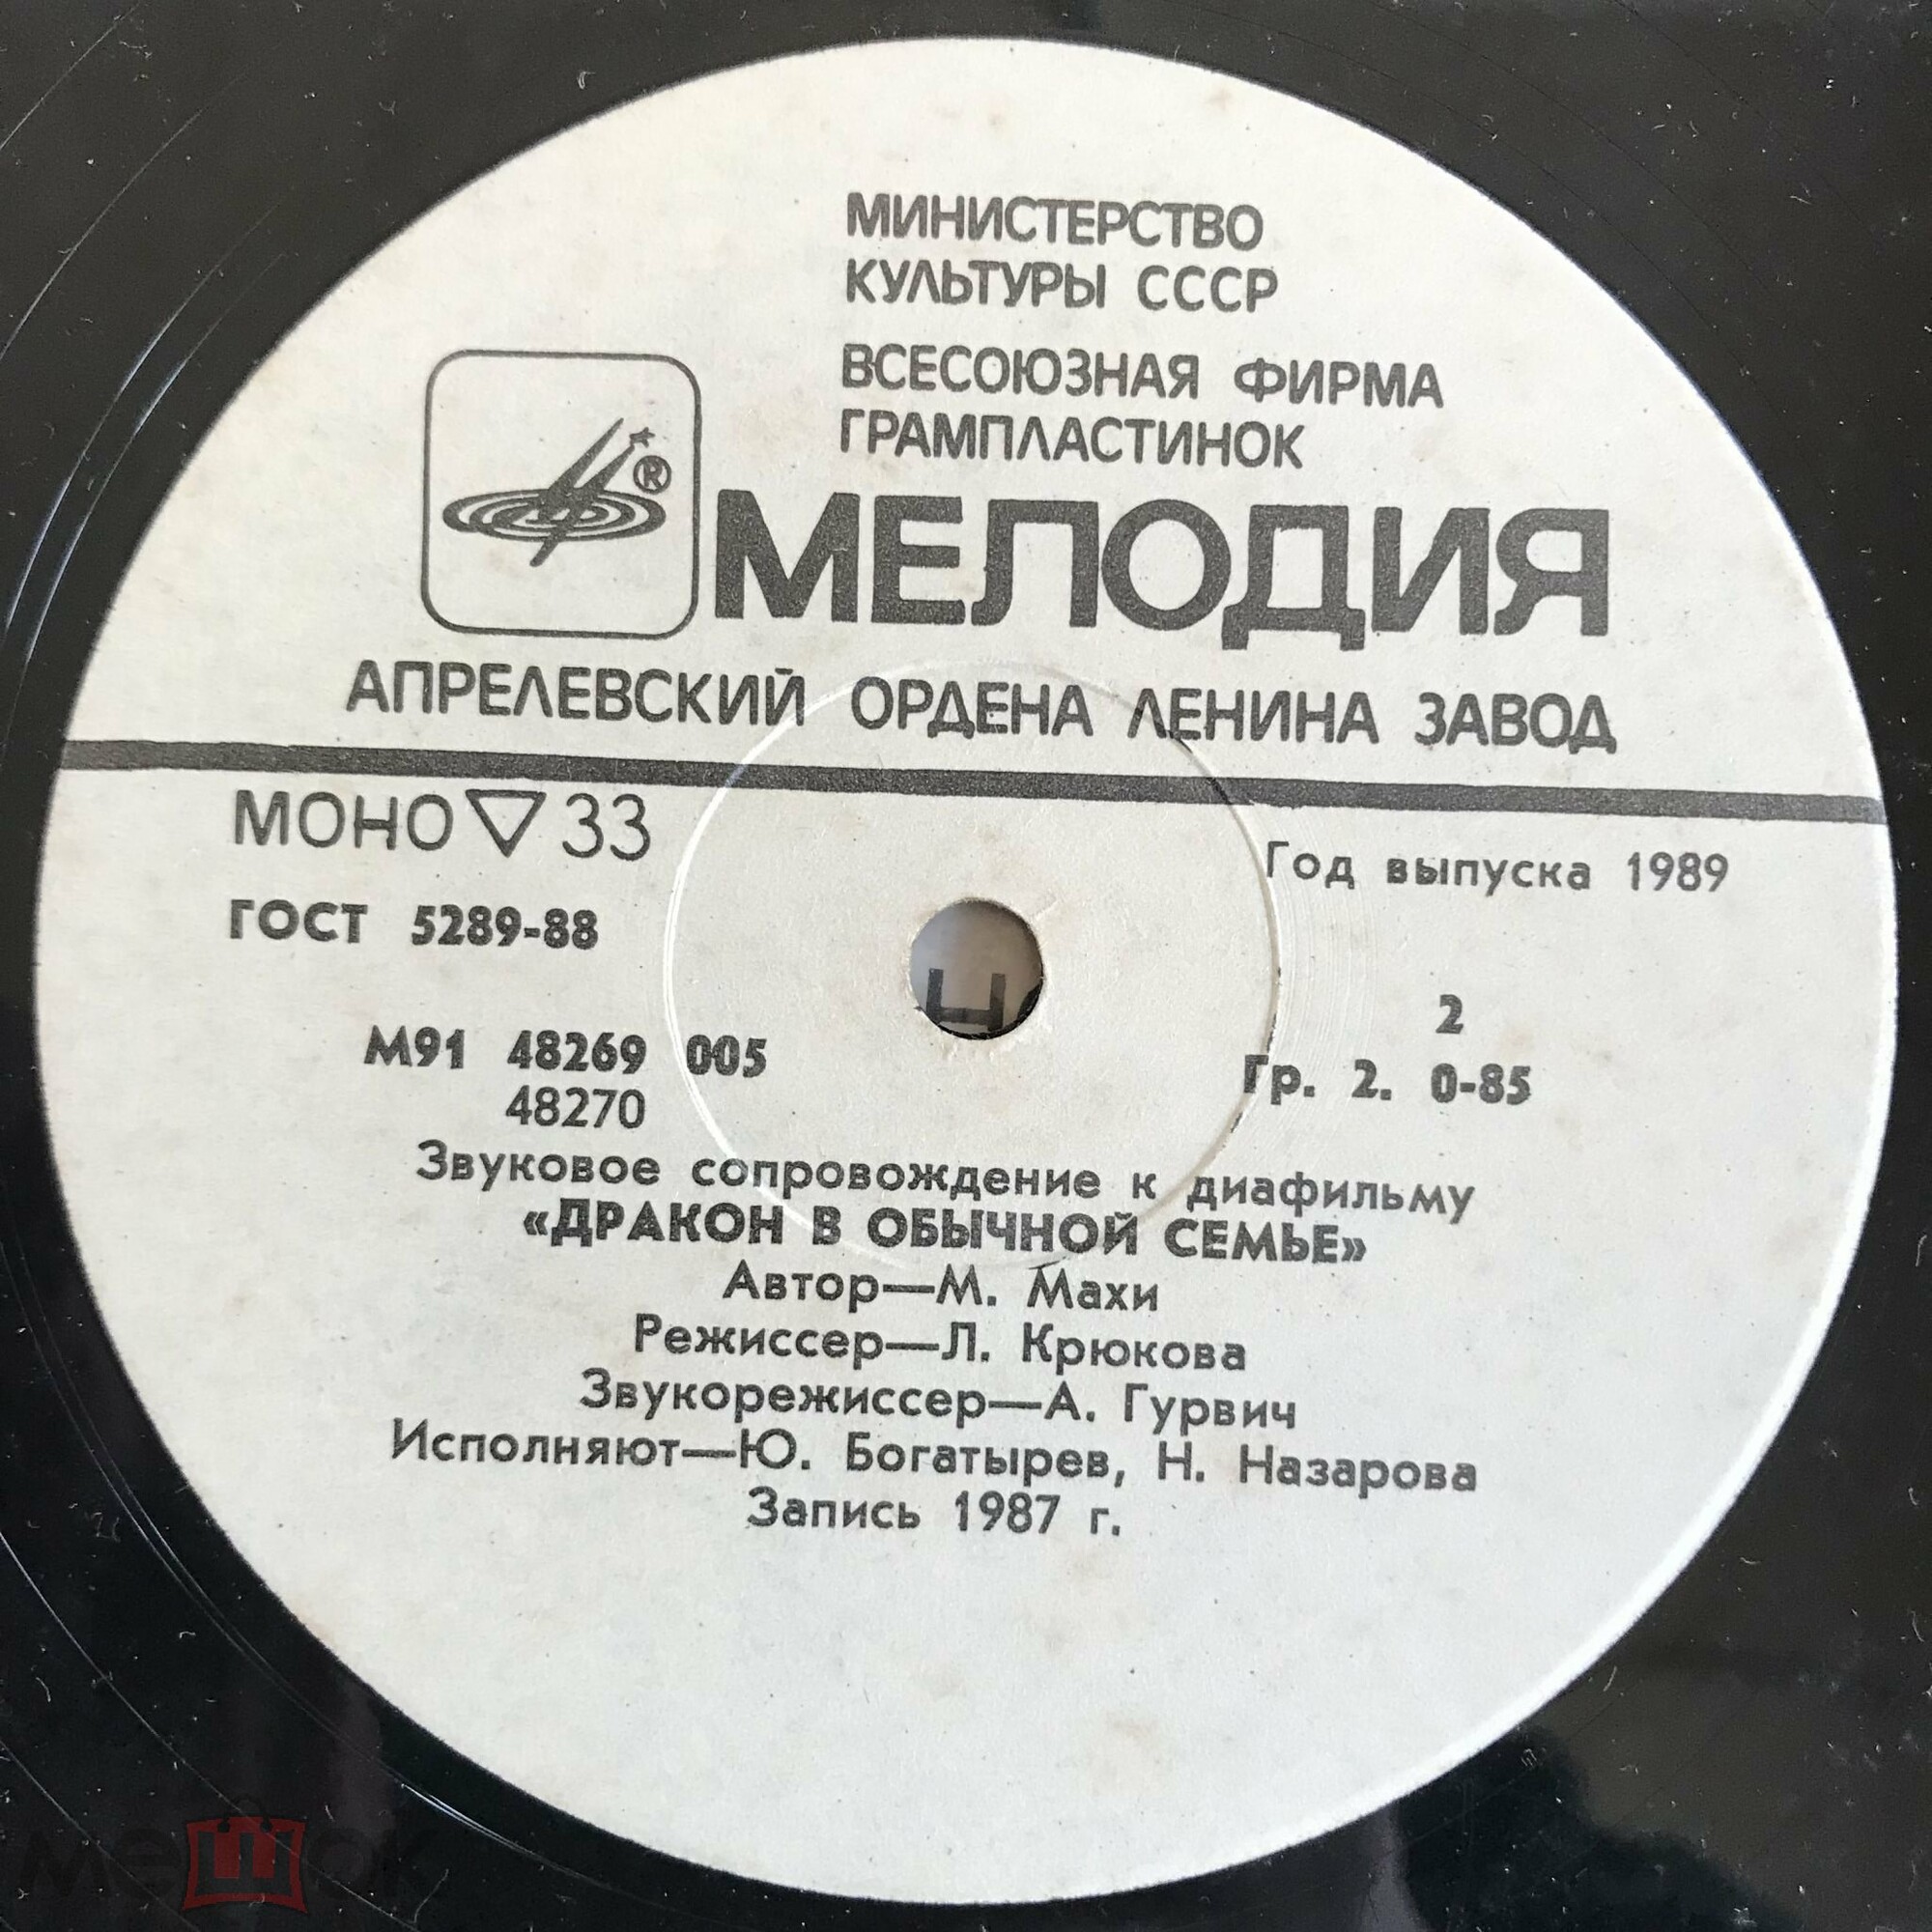 МИНИСТЕРСТВО
КУЛЬТУРЫ СССР
ВСЕСОЮЗНАЯ ФИРМА
ГРАМПЛАСТИНОК
®
МЕЛОДИЯ
АПРЕЛЕВСКИЙ ОРДЕНА ЛЕНИНА ЗАВОД
МОНО ▽ 33
Год выпуска 1989
ГОСТ 5289-88
2
М91 48269 005
Гр. 2. 0-85
48270
Звуковое сопровождение к диафильму
«ДРАКОН В ОБЫЧНОЙ СЕМЬЕ»
Автор—М. Махи
Режиссер—Л. Крюкова
Звукорежиссер—А. Гурвич
Исполняют—Ю. Богатырев, Н. Назарова
Запись 1987 г.
мешок